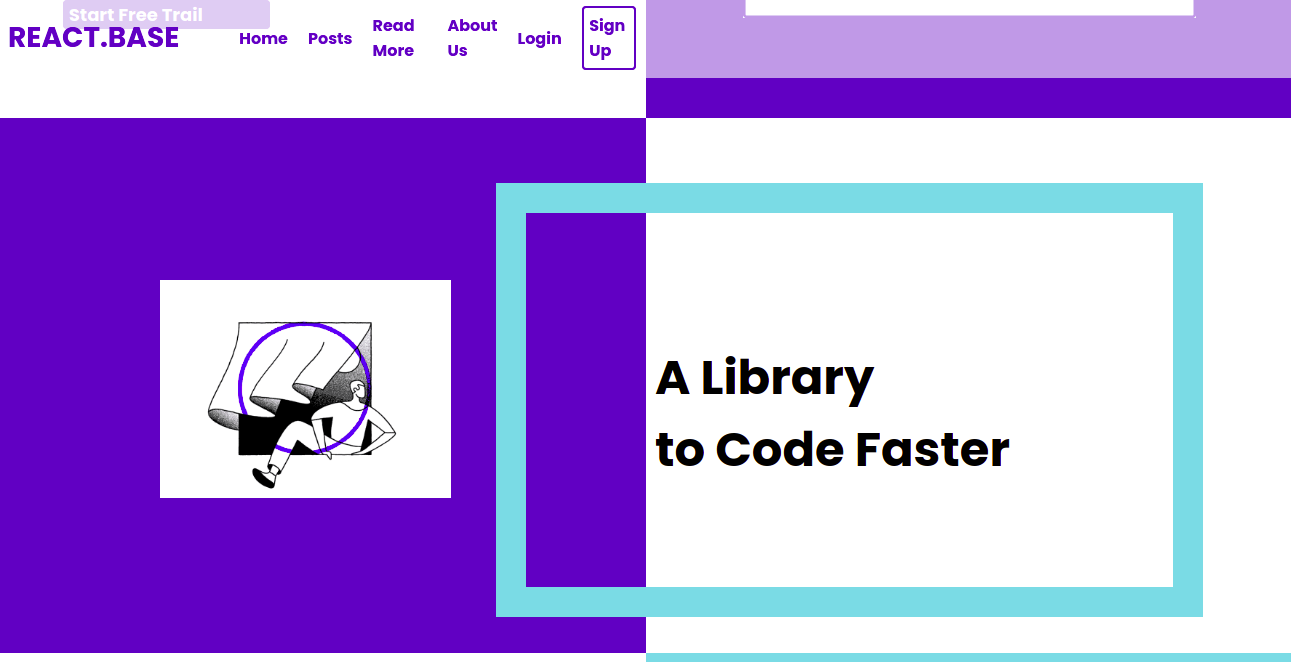 Start Free Trail
REACT.BASE
Home
Posts
Read
More
About
Us
Login
Sign
Up
A Library
to Code Faster